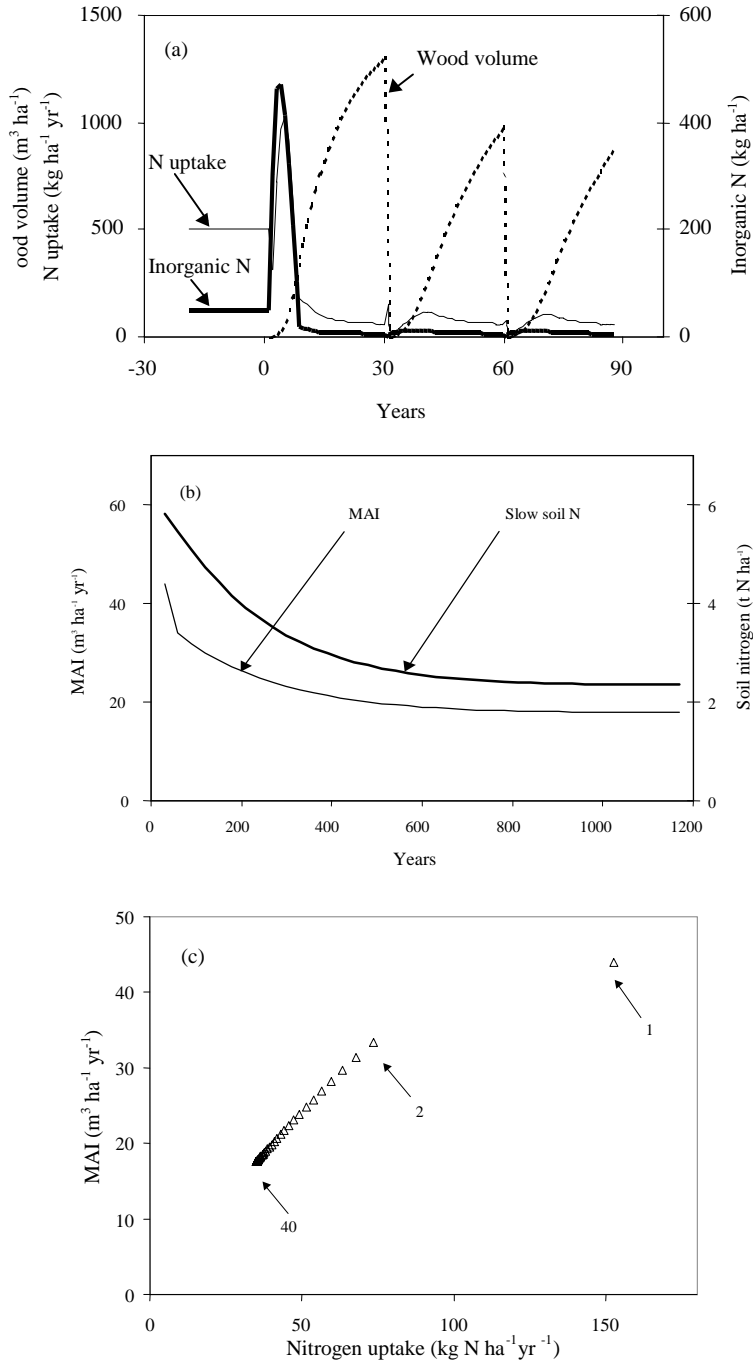 (a)
Wood volume
N uptake
Inorganic N
ood volume (m³ ha⁻¹)
N uptake (kg ha⁻¹ yr⁻¹)
1500
1000
500
0
Inorganic N (kg ha⁻¹)
600
400
200
0
-30
0
30
60
90
Years
(b)
MAI
Slow soil N
MAI (m³ ha⁻¹ yr⁻¹)
60
40
20
0
Soil nitrogen (t N ha⁻¹)
6
4
2
0
0
200
400
600
800
1000
1200
Years
(c)
1
2
40
MAI (m³ ha⁻¹ yr⁻¹)
50
40
30
20
10
0
0
50
100
150
Nitrogen uptake (kg N ha⁻¹yr ⁻¹)